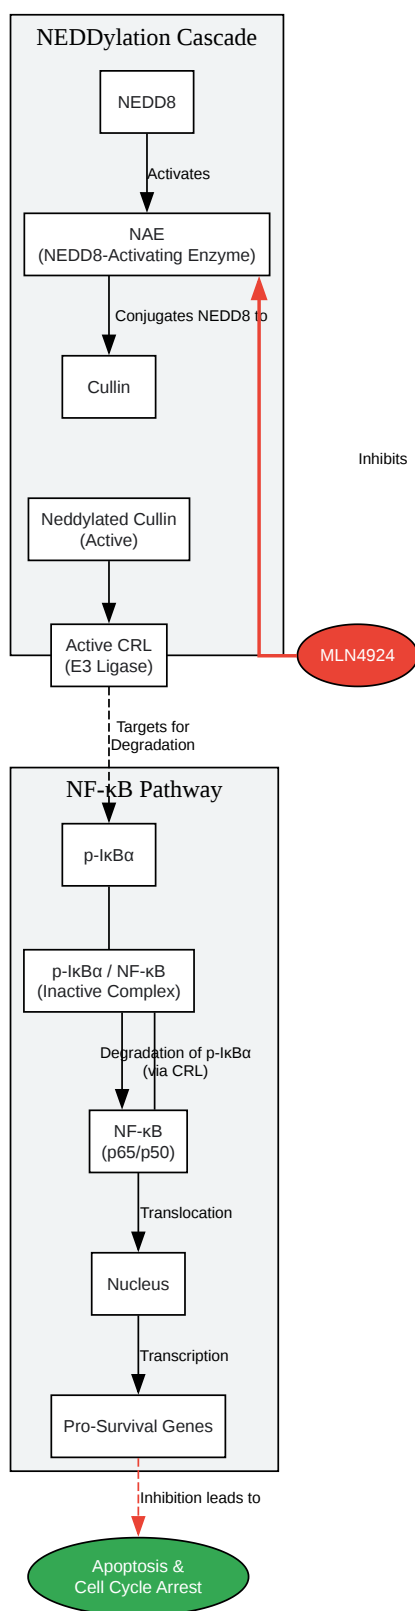 NEDDylation Cascade
NEDD8
Activates
NAE
(NEDD8-Activating Enzyme)
Conjugates NEDD8 to
Cullin
Inhibits
Neddylated Cullin
(Active)
Active CRL
(E3 Ligase)
MLN4924
Targets for
Degradation
NF-κB Pathway
p-IκBα
p-IκBα / NF-κB
(Inactive Complex)
Degradation of p-IκBα
(via CRL)
NF-κB
(p65/p50)
Translocation
Nucleus
Transcription
Pro-Survival Genes
Inhibition leads to
Apoptosis &
Cell Cycle Arrest